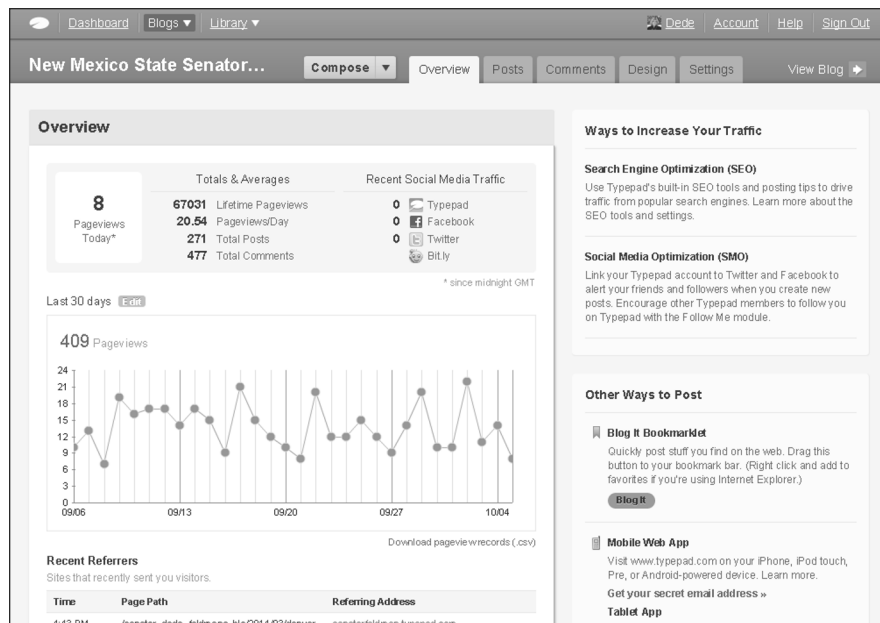 Dashboard Blogs ▼ Library ▼ Dede Account Help Sign Out
New Mexico State Senator... Compose ▼ Overview Posts Comments Design Settings View Blog
Overview
8
Pageviews
Today*
Totals & Averages
67031 Lifetime Pageviews
20.54 Pageviews/Day
271 Total Posts
477 Total Comments
Recent Social Media Traffic
0 Typepad
0 Facebook
0 Twitter
Bit.ly
* since midnight GMT
Last 30 days Edit
409 Pageviews
24
21
18
15
12
9
6
3
0
09/06 09/13 09/20 09/27 10/04
Download pageview records (.csv)
Recent Referrers
Sites that recently sent you visitors.
Time Page Path Referring Address
Ways to Increase Your Traffic
Search Engine Optimization (SEO)
Use Typepad's built-in SEO tools and posting tips to drive
traffic from popular search engines. Learn more about the
SEO tools and settings.
Social Media Optimization (SMO)
Link your Typepad account to Twitter and Facebook to
alert your friends and followers when you create new
posts. Encourage other Typepad members to follow you
on Typepad with the Follow Me module.
Other Ways to Post
Blog It Bookmarklet
Quickly post stuff you find on the web. Drag this
button to your bookmark bar. (Right click and add to
favorites if you're using Internet Explorer.)
Blog It
Mobile Web App
Visit www.typepad.com on your iPhone, iPod touch,
Pre, or Android-powered device. Learn more.
Get your secret email address »
Tablet App